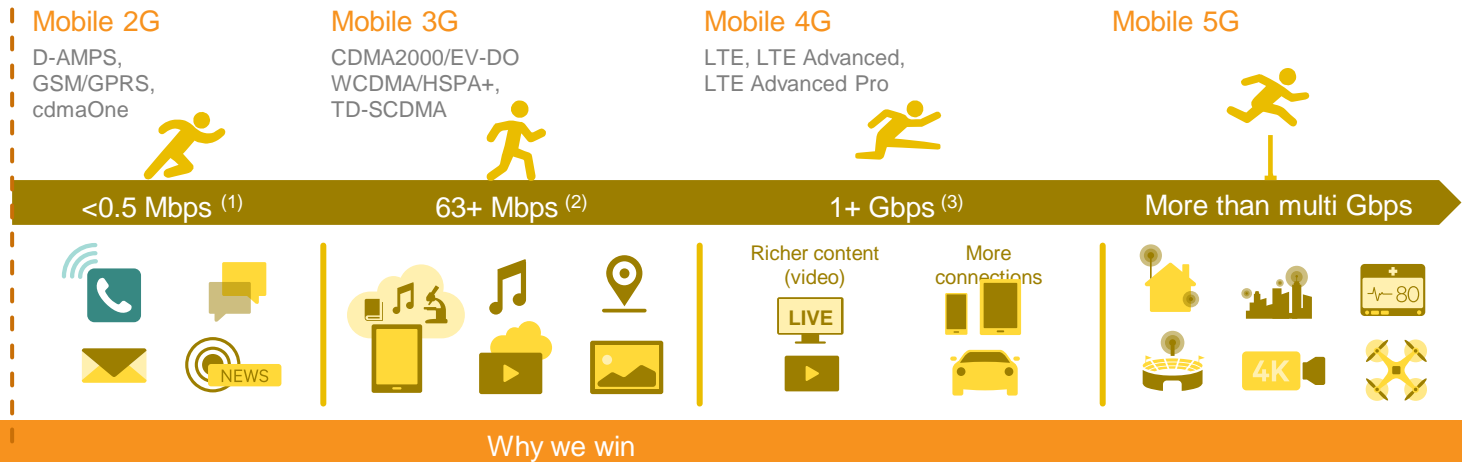 Mobile 2G
D-AMPS,
GSM/GPRS,
cdmaOne
Mobile 3G
CDMA2000/EV-DO
WCDMA/HSPA+,
TD-SCDMA
Mobile 4G
LTE, LTE Advanced,
LTE Advanced Pro
Mobile 5G
<0.5 Mbps (1)
63+ Mbps (2)
1+ Gbps (3)
More than multi Gbps
NEWS
Richer content
(video)
LIVE
More
connections
80
4K
Why we win